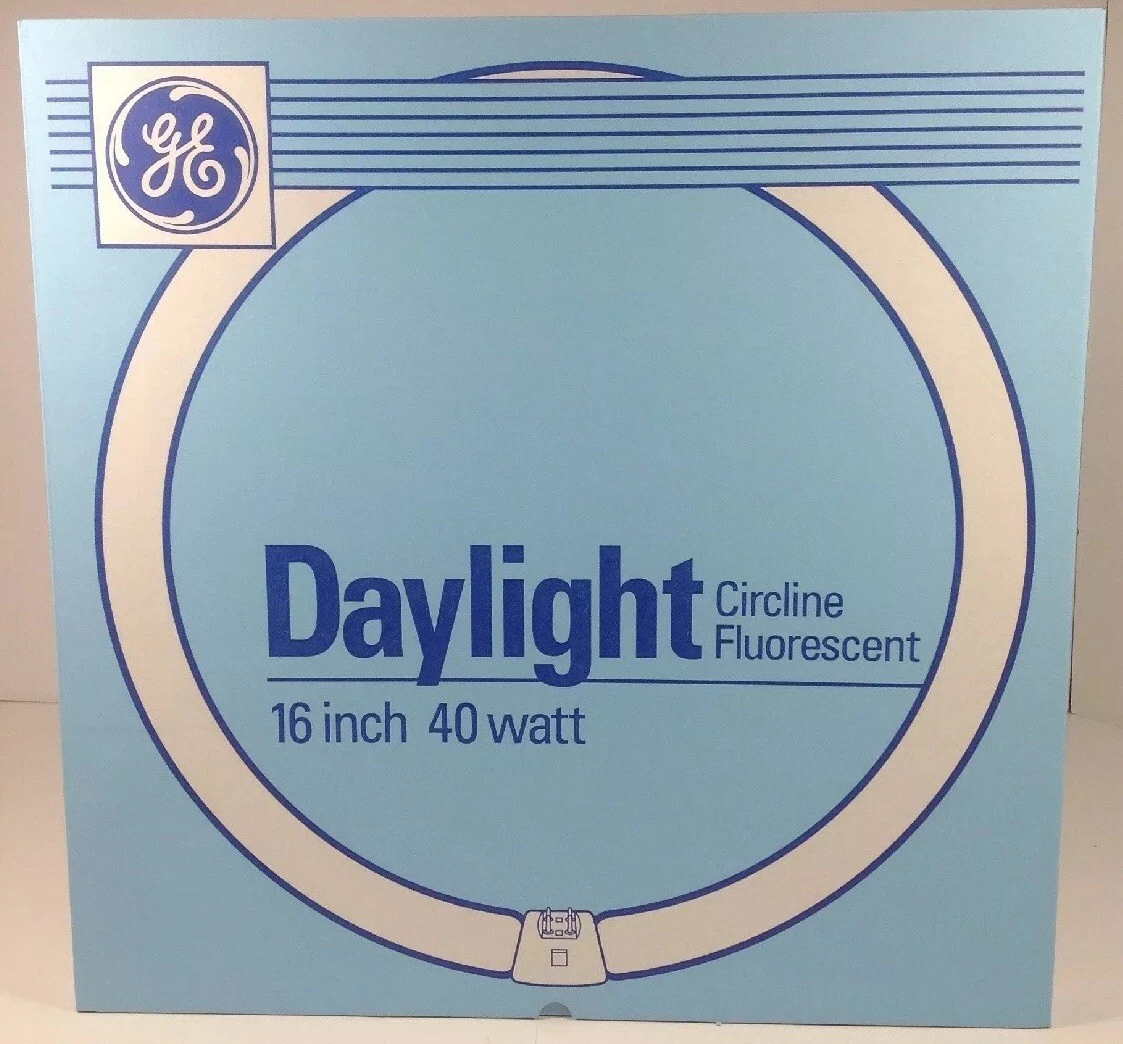 GE
Daylight Circline
Fluorescent
16 inch 40 watt